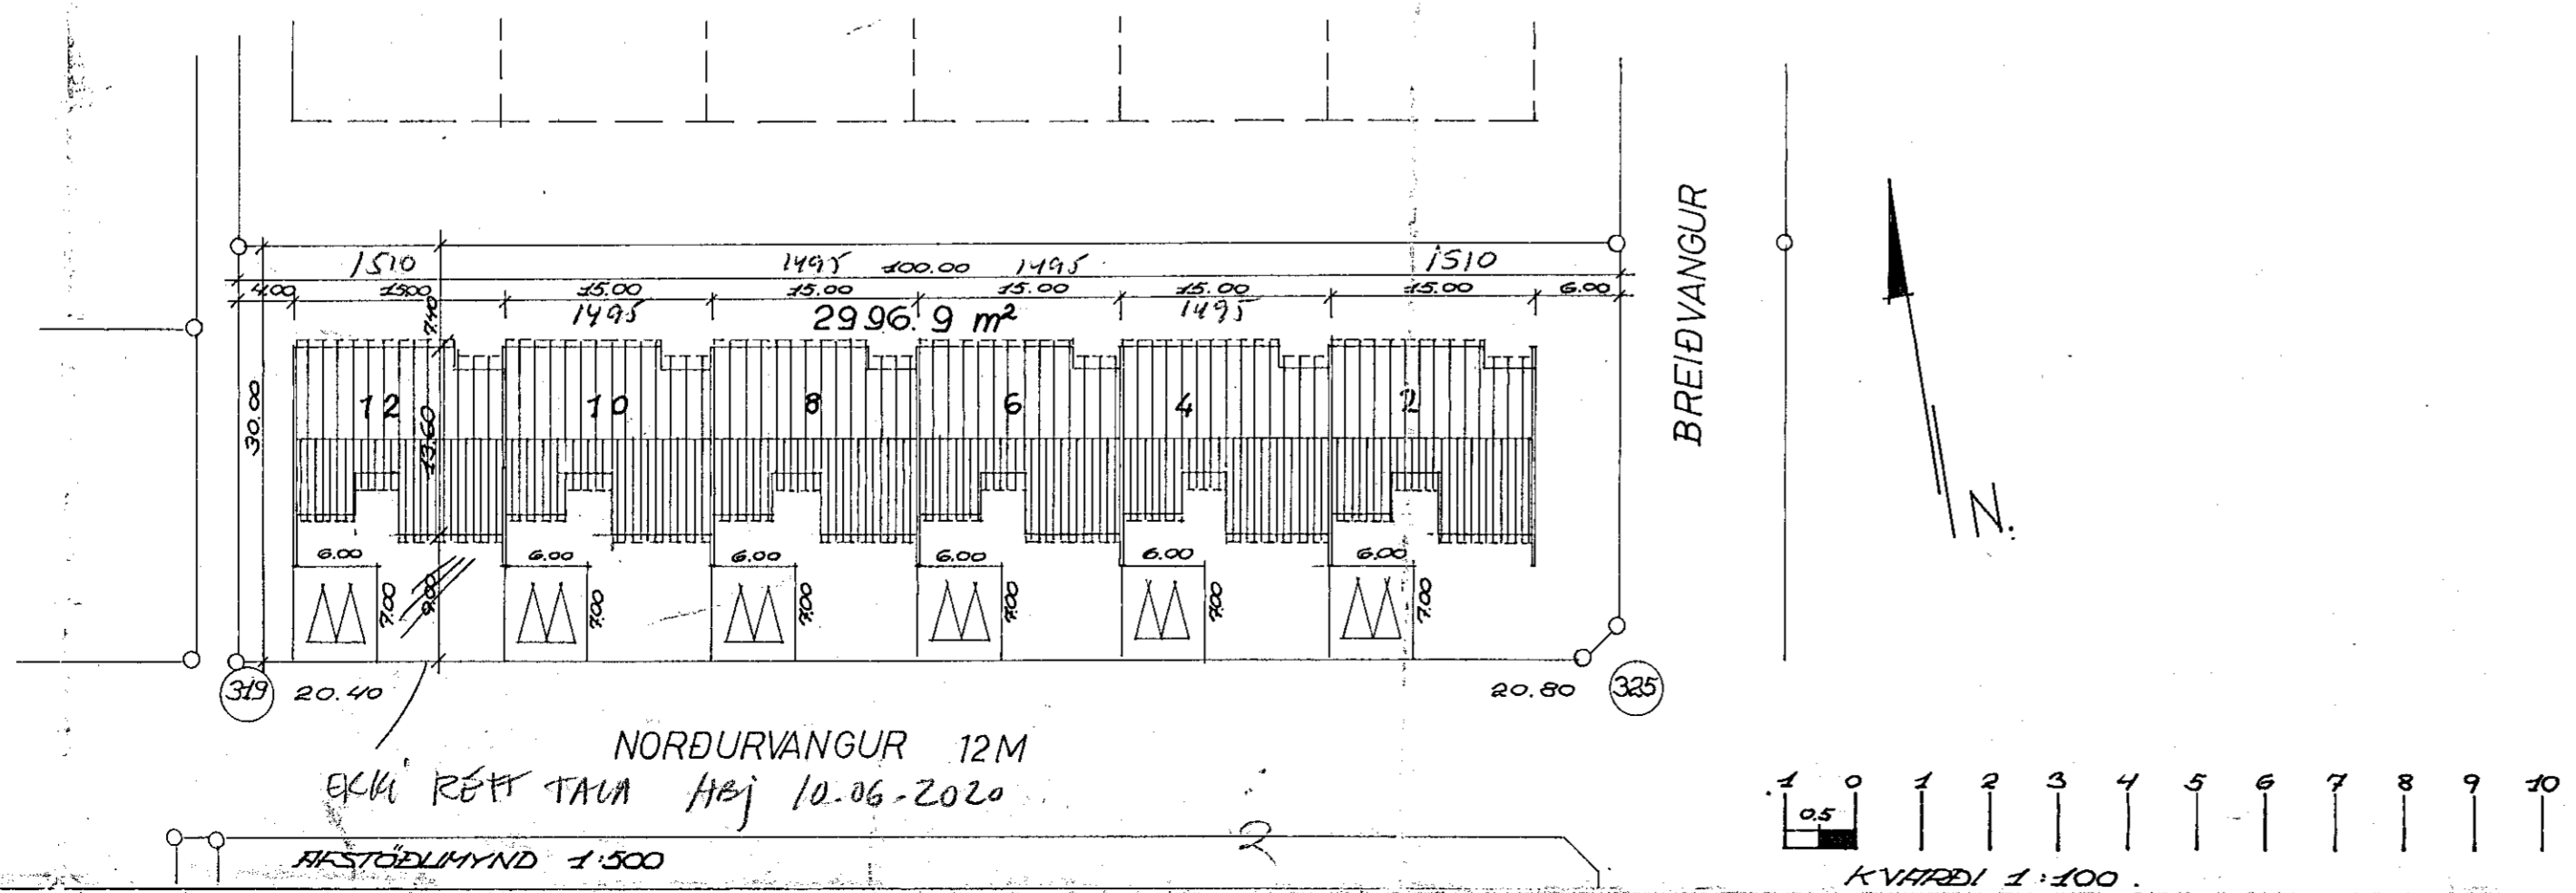 1510 1495 100.00 1495 1510
4.00 15.00 15.00 15.00 15.00 15.00 15.00 6.00
1495 2996.9 m² 1495
7.40
30.00
12 10 8 6 4 2
13.60
6.00 6.00 6.00 6.00 6.00 6.00
7.00 9.00 7.00 7.00 7.00 7.00 7.00
319 20.40 20.80 325
BREIÐVANGUR
N.
NORÐURVANGUR 12M
EKKI RÉTT TALA HBj 10.06.2020
2
AFSTÖÐUMYND 1:500
1 0 1 2 3 4 5 6 7 8 9 10
0.5
KVARÐI 1:100.